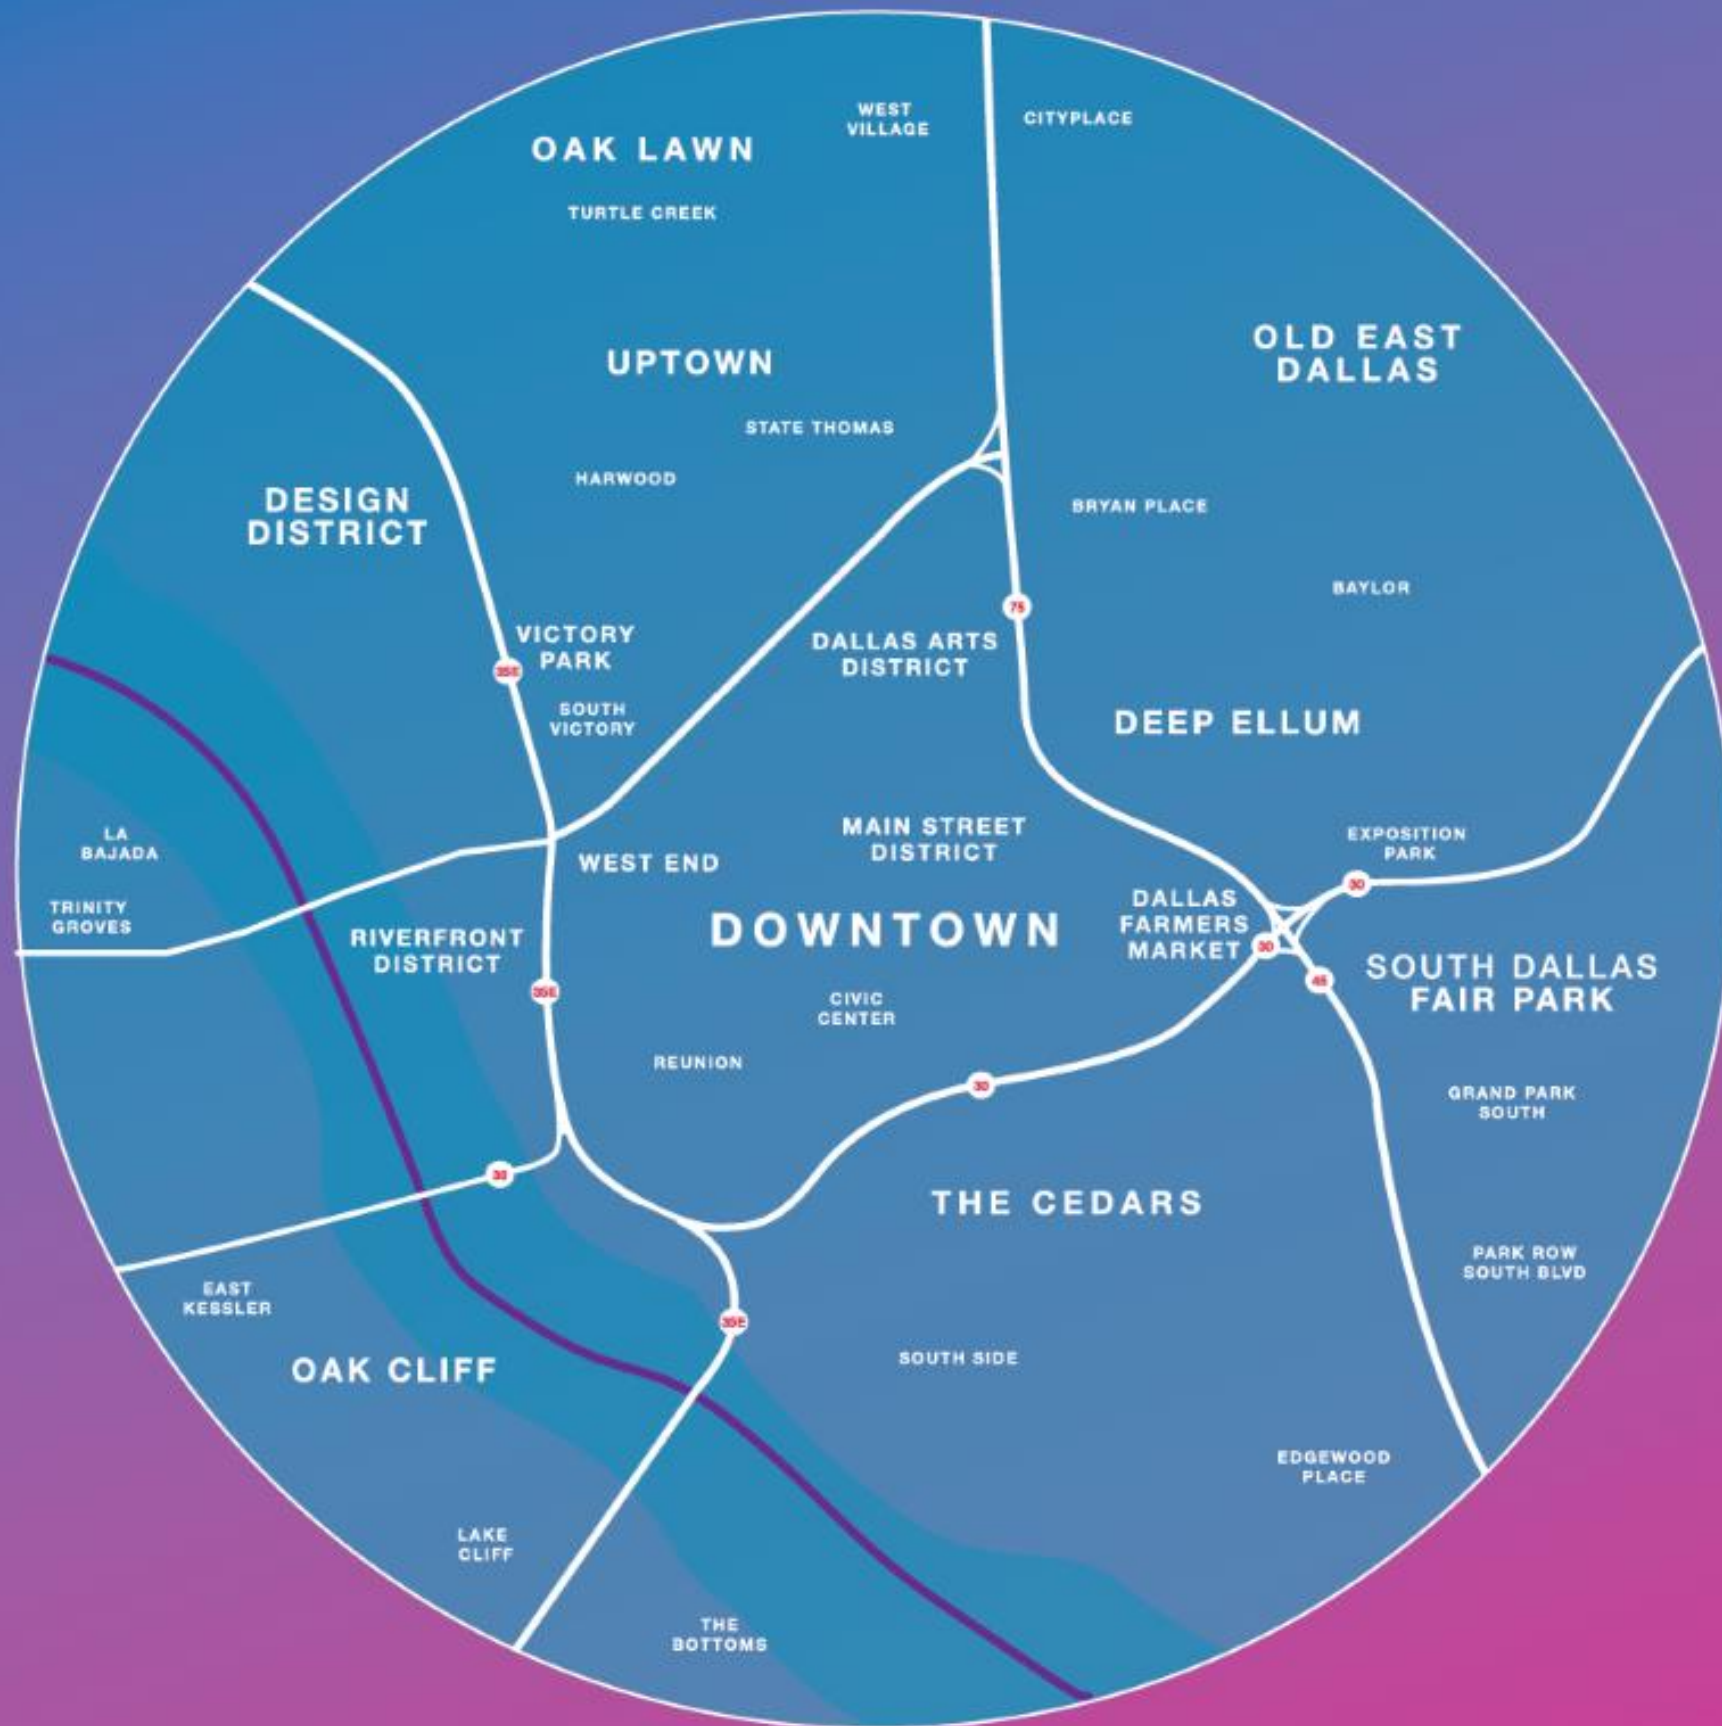 WEST
VILLAGE
CITYPLACE
OAK LAWN
TURTLE CREEK
OLD EAST
DALLAS
UPTOWN
STATE THOMAS
HARWOOD
DESIGN
DISTRICT
BRYAN PLACE
BAYLOR
75
VICTORY
PARK
35E
DALLAS ARTS
DISTRICT
SOUTH
VICTORY
DEEP ELLUM
LA
BAJADA
MAIN STREET
DISTRICT
EXPOSITION
PARK
WEST END
30
TRINITY
GROVES
RIVERFRONT
DISTRICT
DOWNTOWN
DALLAS
FARMERS
MARKET
30
45
SOUTH DALLAS
FAIR PARK
35E
CIVIC
CENTER
REUNION
30
GRAND PARK
SOUTH
30
THE CEDARS
EAST
KESSLER
PARK ROW
SOUTH BLVD
35E
OAK CLIFF
SOUTH SIDE
EDGEWOOD
PLACE
LAKE
CLIFF
THE
BOTTOMS